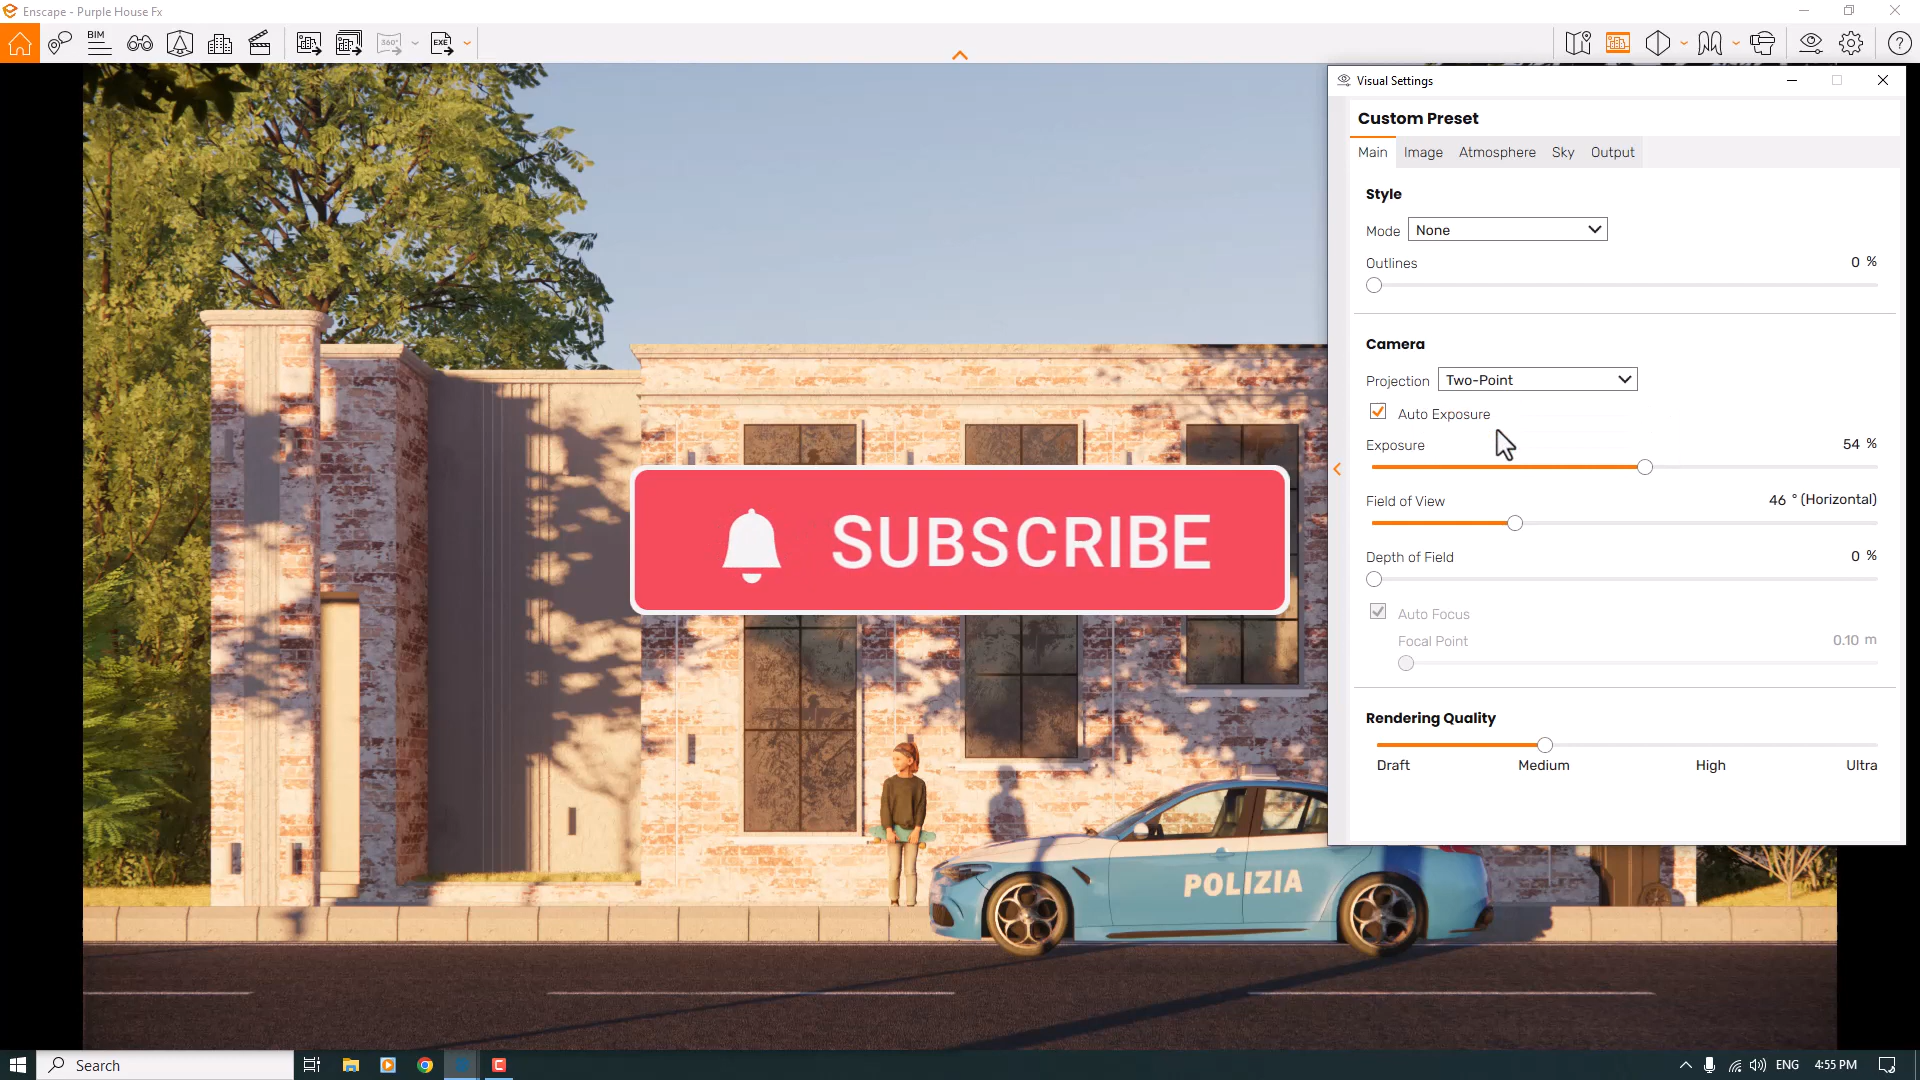 Enscape - Purple House Fx
BIM
360°
EXE
?
Visual Settings
Custom Preset
Main Image Atmosphere Sky Output
Style
Mode None
Outlines 0 %
Camera
Projection Two-Point
Auto Exposure
Exposure 54 %
Field of View 46 ° (Horizontal)
Depth of Field 0 %
Auto Focus
Focal Point 0.10 m
Rendering Quality
Draft Medium High Ultra
SUBSCRIBE
POLIZIA
Search
ENG 4:55 PM